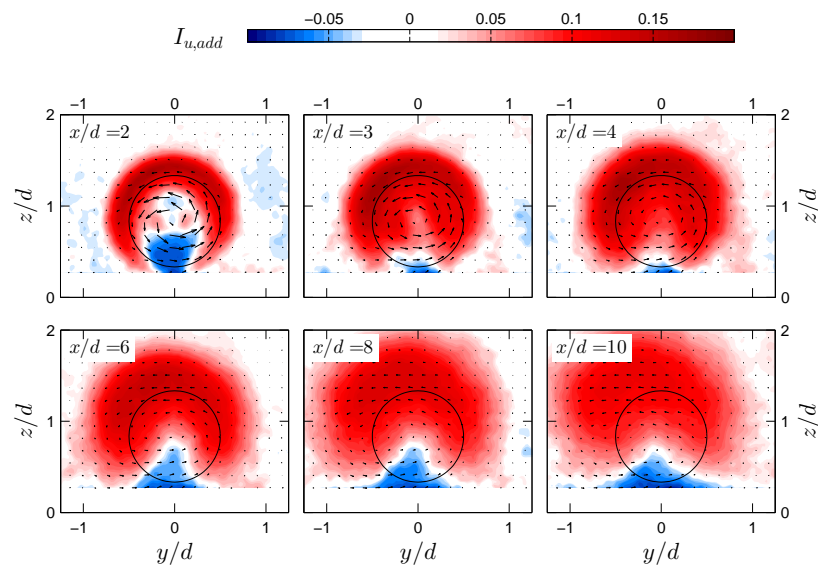 −0.05 0 0.05 0.1 0.15
I_{u,add}
−1 0 1 −1 0 1 −1 0 1
x/d =2 x/d =3 x/d =4
2 2
z/d 1 1 z/d
0 0
x/d =6 x/d =8 x/d =10
2 2
z/d 1 1 z/d
0 0
−1 0 1 −1 0 1 −1 0 1
y/d y/d y/d